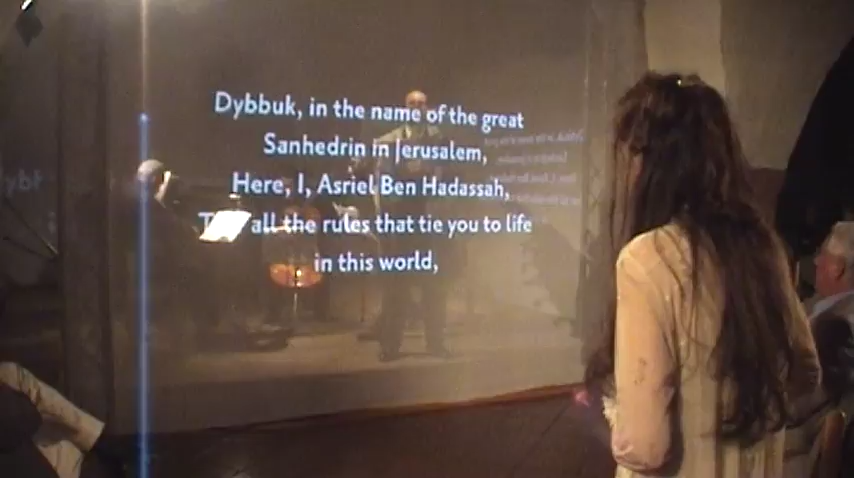 Dybbuk, in the name of the great
Sanhedrin in Jerusalem,
Here, I, Asriel Ben Hadassah,
all the rules that tie you to life
in this world,